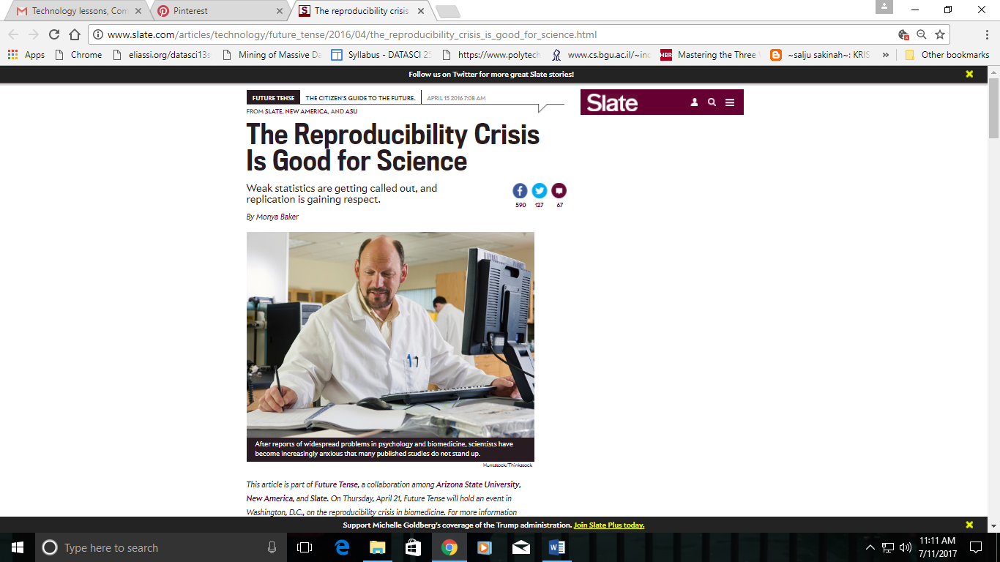 Technology lessons, Com
Pinterest
The reproducibility crisis
www.slate.com/articles/technology/future_tense/2016/04/the_reproducibility_crisis_is_good_for_science.html
Apps
Chrome
eliassi.org/datasci13s
Mining of Massive Da
Syllabus - DATASCI 25
https://www.polytech
www.cs.bgu.ac.il/~in
HBR
Mastering the Three
~salju sakinah~: KRIS
»
Other bookmarks
Follow us on Twitter for more great Slate stories!
FUTURE TENSE
THE CITIZEN'S GUIDE TO THE FUTURE.
APRIL 15 2016 7:08 AM
FROM SLATE, NEW AMERICA, AND ASU
Slate
The Reproducibility Crisis
Is Good for Science
Weak statistics are getting called out, and
replication is gaining respect.
590 127 67
By Monya Baker
After reports of widespread problems in psychology and biomedicine, scientists have
become increasingly anxious that many published studies do not stand up.
Huntstock/Thinkstock
This article is part of Future Tense, a collaboration among Arizona State University,
New America, and Slate. On Thursday, April 21, Future Tense will hold an event in
Washington, D.C., on the reproducibility crisis in biomedicine. For more information
Support Michelle Goldberg's coverage of the Trump administration. Join Slate Plus today.
Type here to search
11:11 AM
7/11/2017